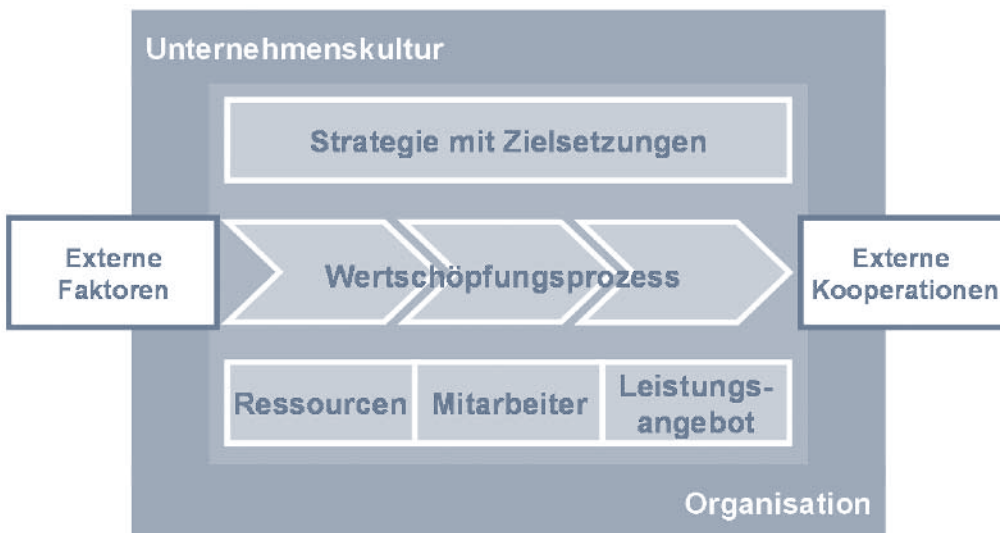 Unternehmenskultur
Strategie mit Zielsetzungen
Externe
Faktoren
Wertschöpfungsprozess
Externe
Kooperationen
Ressourcen
Mitarbeiter
Leistungs-
angebot
Organisation